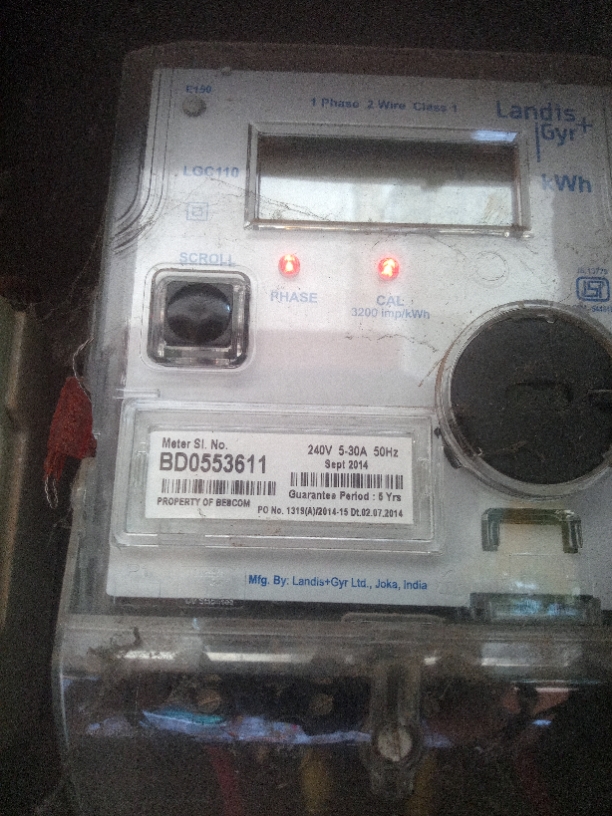 E150
1 Phase 2 Wire Class 1
Landis
Gyr+
LGC110
kWh
SCROLL
PHASE
CAL
3200 imp/kWh
Meter Sl. No.
BD0553611
PROPERTY OF BESCOM
240V 5-30A 50Hz
Sept 2014
Guarantee Period : 5 Yrs
PO No. 1315(A)/2014-15 Dt.02.07.2014
Mfg. By: Landis+Gyr Ltd., Joka, India